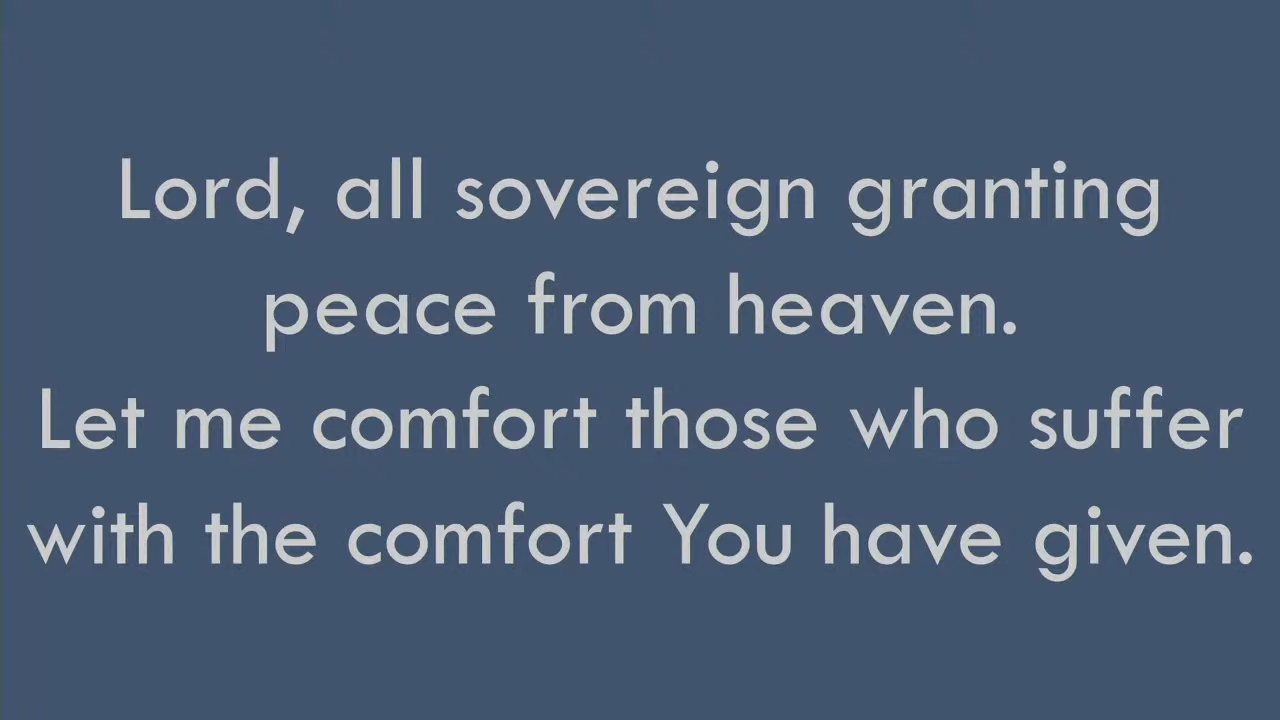 Lord, all sovereign granting
peace from heaven.
Let me comfort those who suffer
with the comfort You have given.